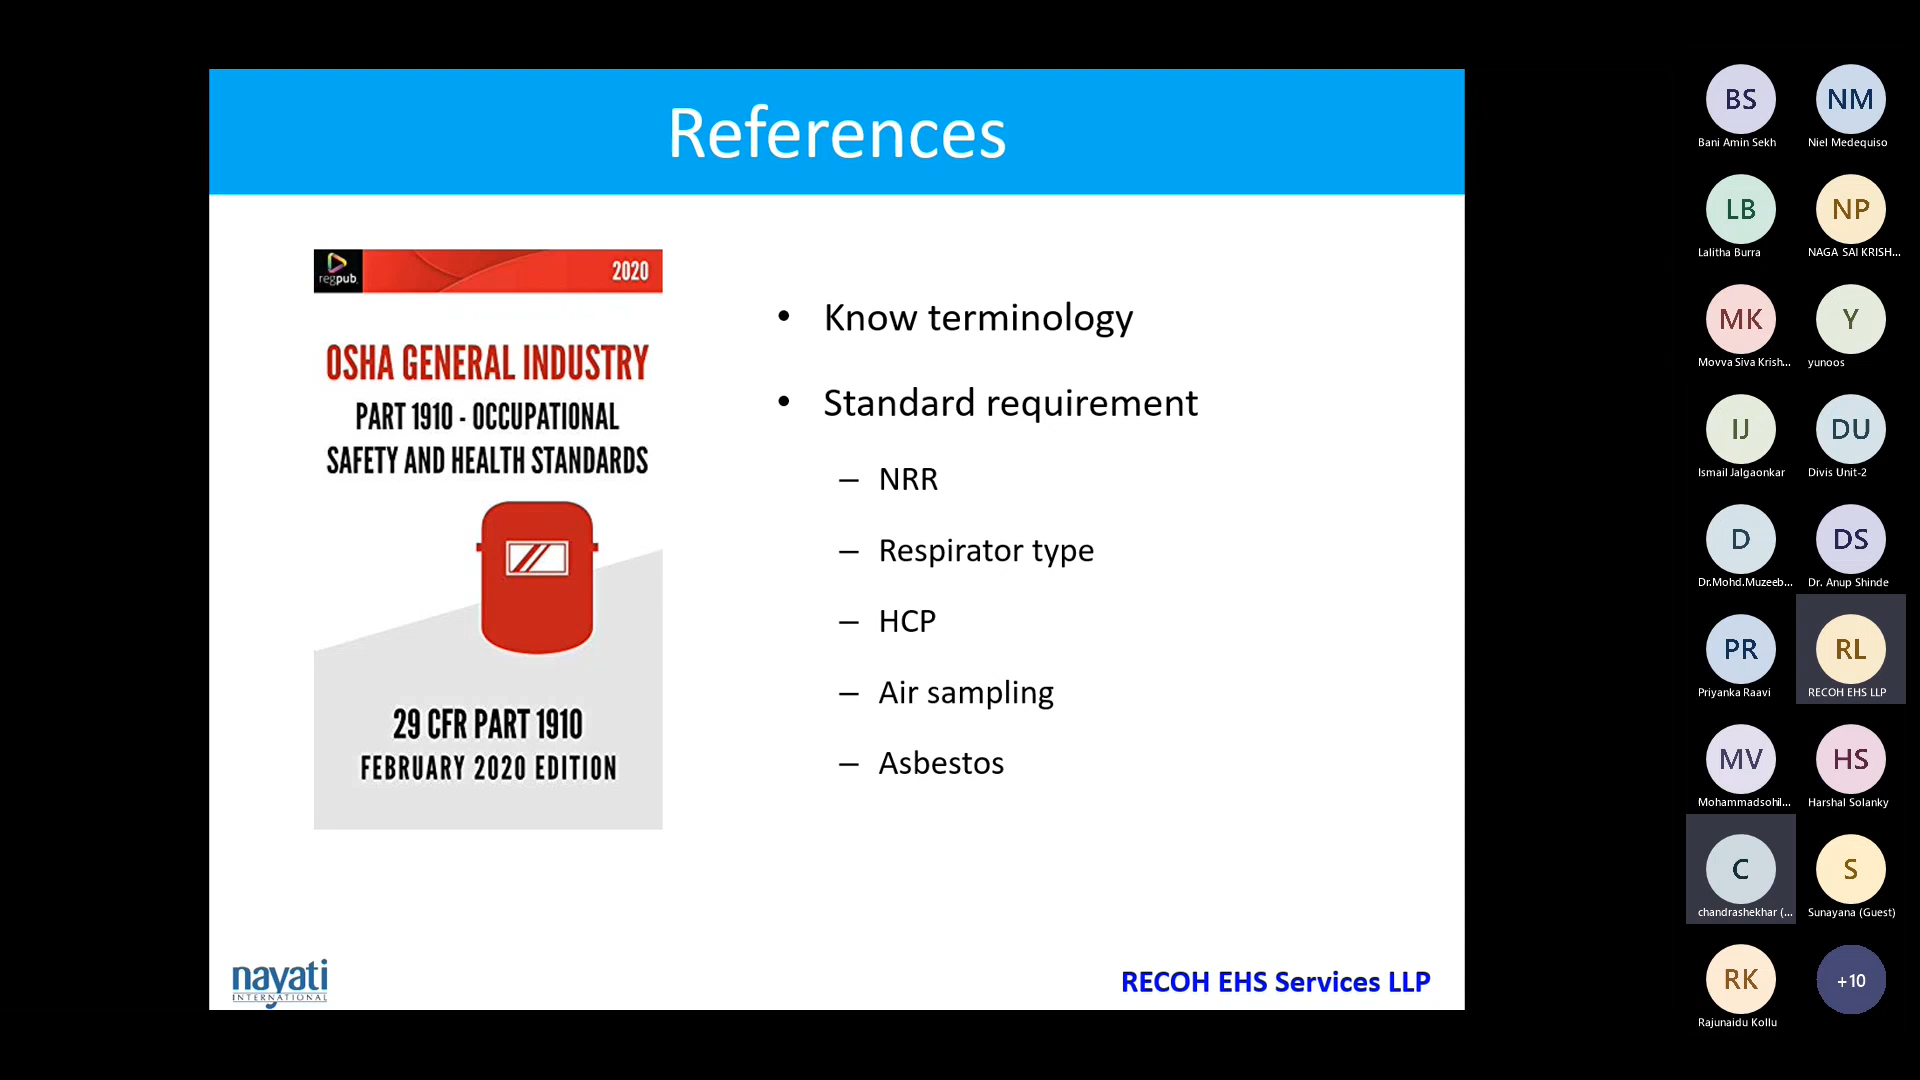 References
regpub
2020
OSHA GENERAL INDUSTRY
PART 1910 - OCCUPATIONAL
SAFETY AND HEALTH STANDARDS
29 CFR PART 1910
FEBRUARY 2020 EDITION
• Know terminology
• Standard requirement
– NRR
– Respirator type
– HCP
– Air sampling
– Asbestos
nayati
INTERNATIONAL
RECOH EHS Services LLP
BS
Bani Amin Sekh
NM
Niel Medequiso
LB
Lalitha Burra
NP
NAGA SAI KRISH...
MK
Movva Siva Krish...
Y
yunoos
IJ
Ismail Jalgaonkar
DU
Divis Unit-2
D
Dr.Mohd.Muzeeb...
DS
Dr. Anup Shinde
PR
Priyanka Raavi
RL
RECOH EHS LLP
MV
Mohammadsohil...
HS
Harshal Solanky
C
chandrashekhar (...
S
Sunayana (Guest)
RK
Rajunaidu Kollu
+10